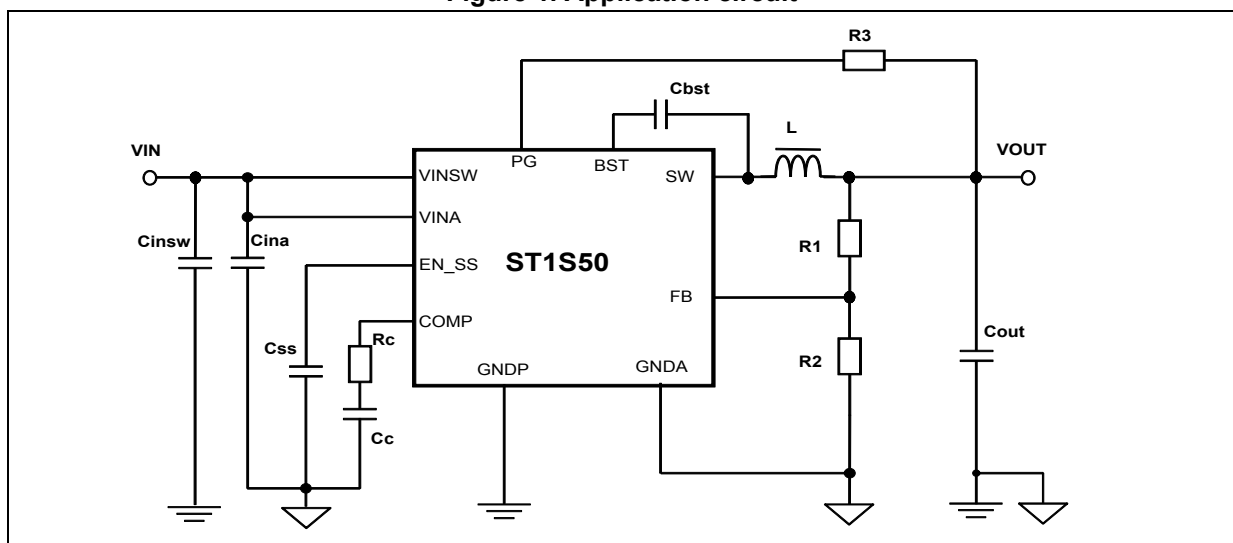 Figure 1. Application circuit
R3
Cbst
L
VIN
VOUT
PG
BST
VINSW
SW
VINA
R1
Cinsw
Cina
EN_SS
ST1S50
FB
COMP
Css
Rc
Cout
R2
GNDP
GNDA
Cc